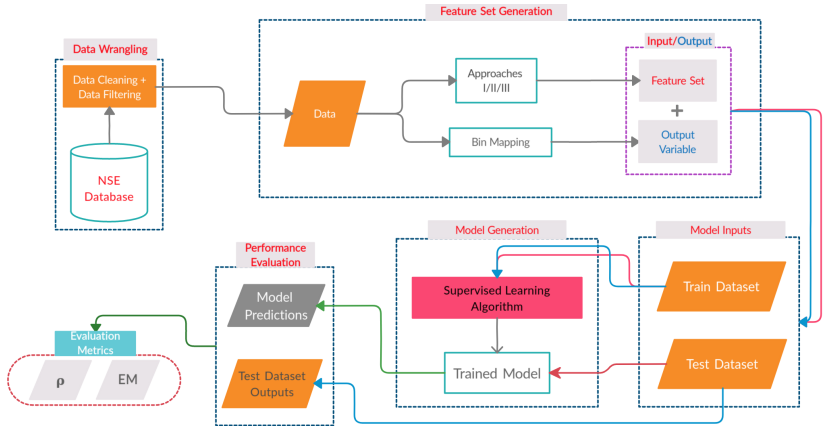 Feature Set Generation
Data Wrangling
Data Cleaning +
Data Filtering
NSE
Database
Data
Approaches
I/II/III
Bin Mapping
Input/Output
Feature Set
+
Output
Variable
Performance
Evaluation
Model
Predictions
Test Dataset
Outputs
Model Generation
Supervised Learning
Algorithm
Trained Model
Model Inputs
Train Dataset
Test Dataset
Evaluation
Metrics
ρ
EM